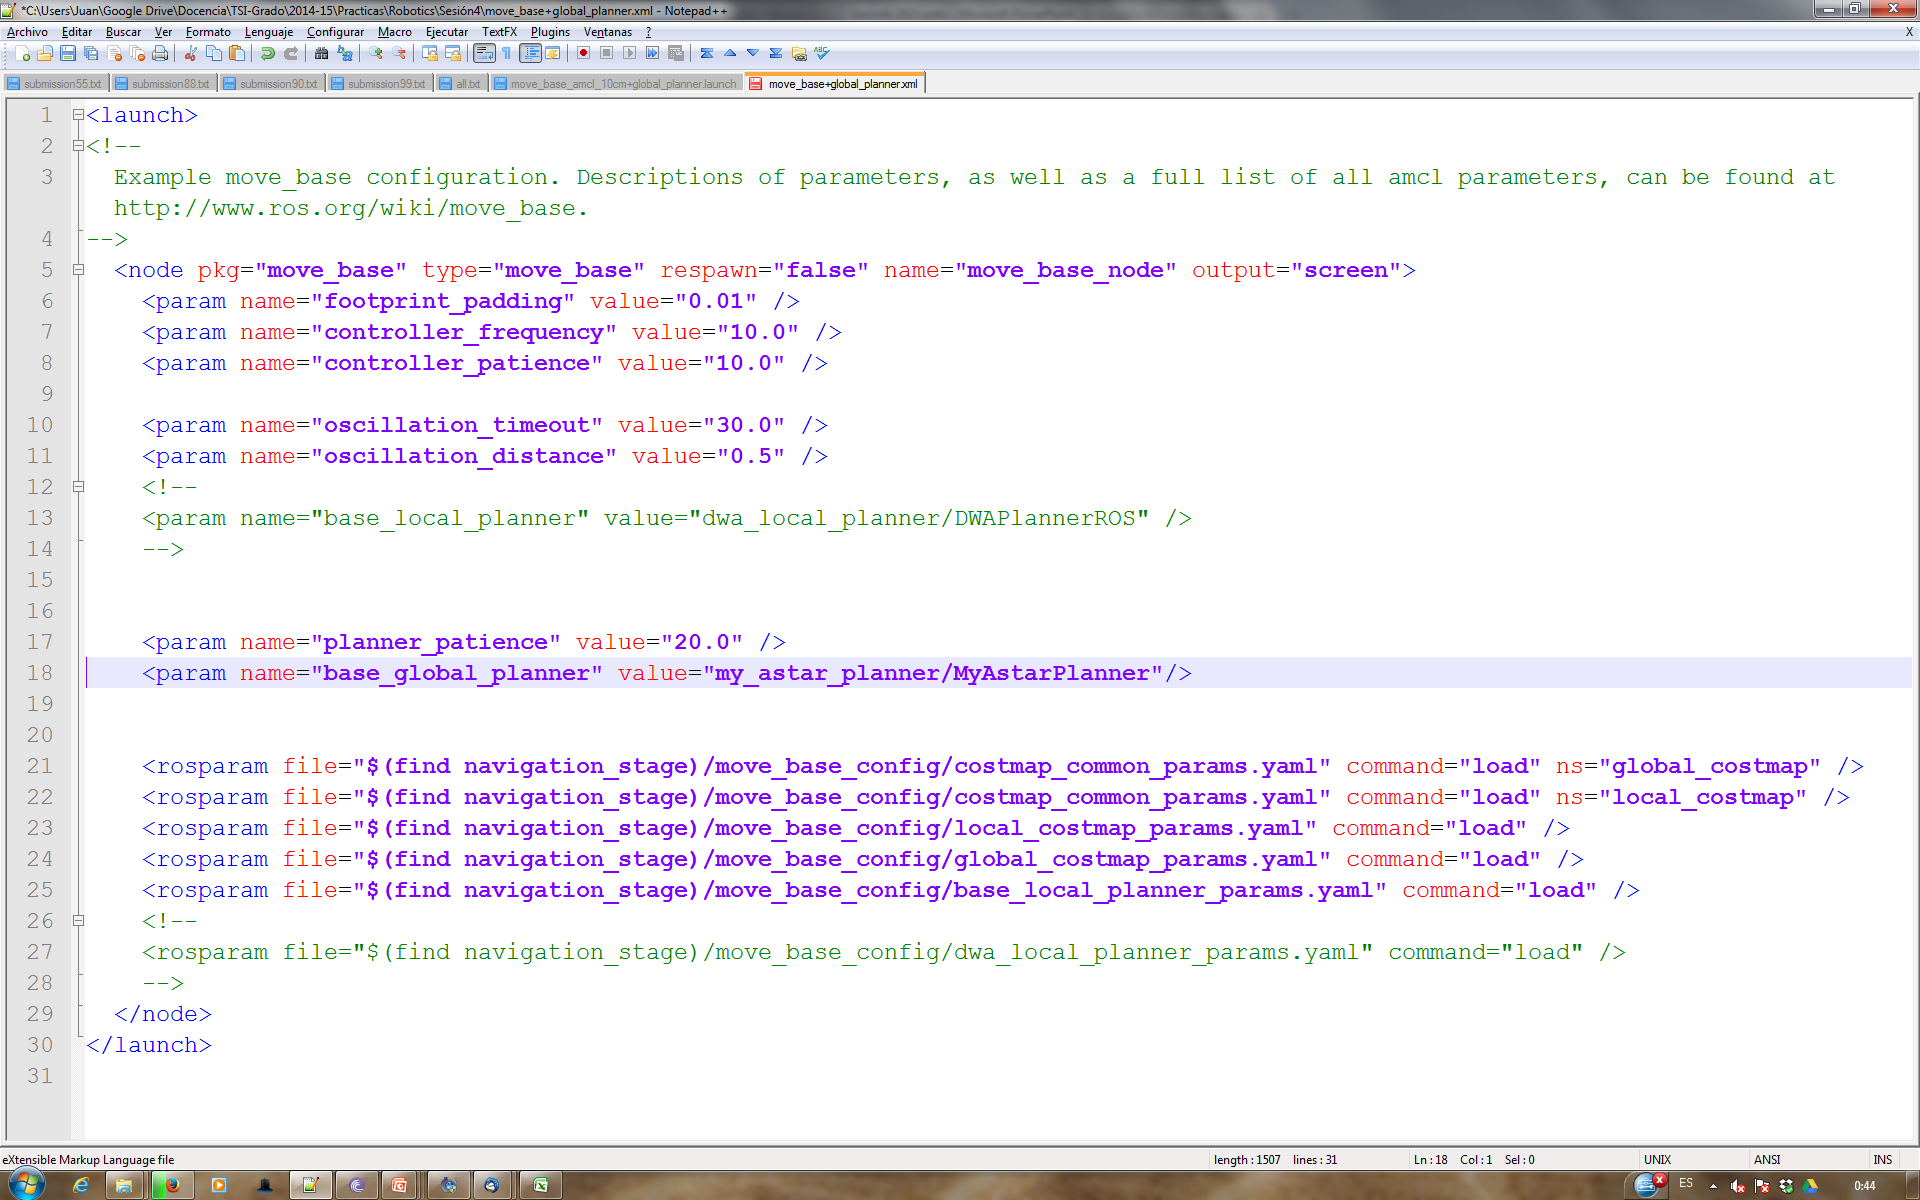 *C:\Users\Juan\Google Drive\Docencia\TSI-Grado\2014-15\Practicas\Robotics\Sesión4\move_base+global_planner.xml - Notepad++
Archivo Editar Buscar Ver Formato Lenguaje Configurar Macro Ejecutar TextFX Plugins Ventanas ? X
submission55.txt submission88.txt submission90.txt submission99.txt all.txt move_base_amcl_10cm+global_planner.launch move_base+global_planner.xml
1 <launch>
2 <!--
3 Example move_base configuration. Descriptions of parameters, as well as a full list of all amcl parameters, can be found at
http://www.ros.org/wiki/move_base.
4 -->
5 <node pkg="move_base" type="move_base" respawn="false" name="move_base_node" output="screen">
6 <param name="footprint_padding" value="0.01" />
7 <param name="controller_frequency" value="10.0" />
8 <param name="controller_patience" value="10.0" />
9
10 <param name="oscillation_timeout" value="30.0" />
11 <param name="oscillation_distance" value="0.5" />
12 <!--
13 <param name="base_local_planner" value="dwa_local_planner/DWAPlannerROS" />
14 -->
15
16
17 <param name="planner_patience" value="20.0" />
18 <param name="base_global_planner" value="my_astar_planner/MyAstarPlanner"/>
19
20
21 <rosparam file="$(find navigation_stage)/move_base_config/costmap_common_params.yaml" command="load" ns="global_costmap" />
22 <rosparam file="$(find navigation_stage)/move_base_config/costmap_common_params.yaml" command="load" ns="local_costmap" />
23 <rosparam file="$(find navigation_stage)/move_base_config/local_costmap_params.yaml" command="load" />
24 <rosparam file="$(find navigation_stage)/move_base_config/global_costmap_params.yaml" command="load" />
25 <rosparam file="$(find navigation_stage)/move_base_config/base_local_planner_params.yaml" command="load" />
26 <!--
27 <rosparam file="$(find navigation_stage)/move_base_config/dwa_local_planner_params.yaml" command="load" />
28 -->
29 </node>
30 </launch>
31
eXtensible Markup Language file length : 1507 lines : 31 Ln : 18 Col : 1 Sel : 0 UNIX ANSI INS
ES 0:44